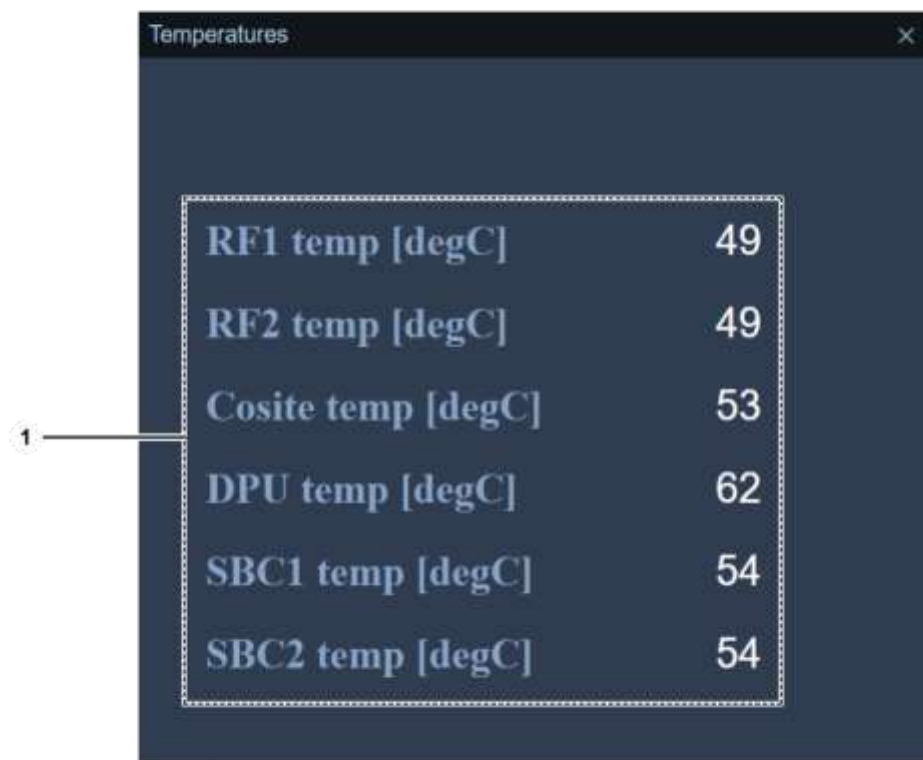 Temperatures
RF1 temp [degC] 49
RF2 temp [degC] 49
Cosite temp [degC] 53
1
DPU temp [degC] 62
SBC1 temp [degC] 54
SBC2 temp [degC] 54